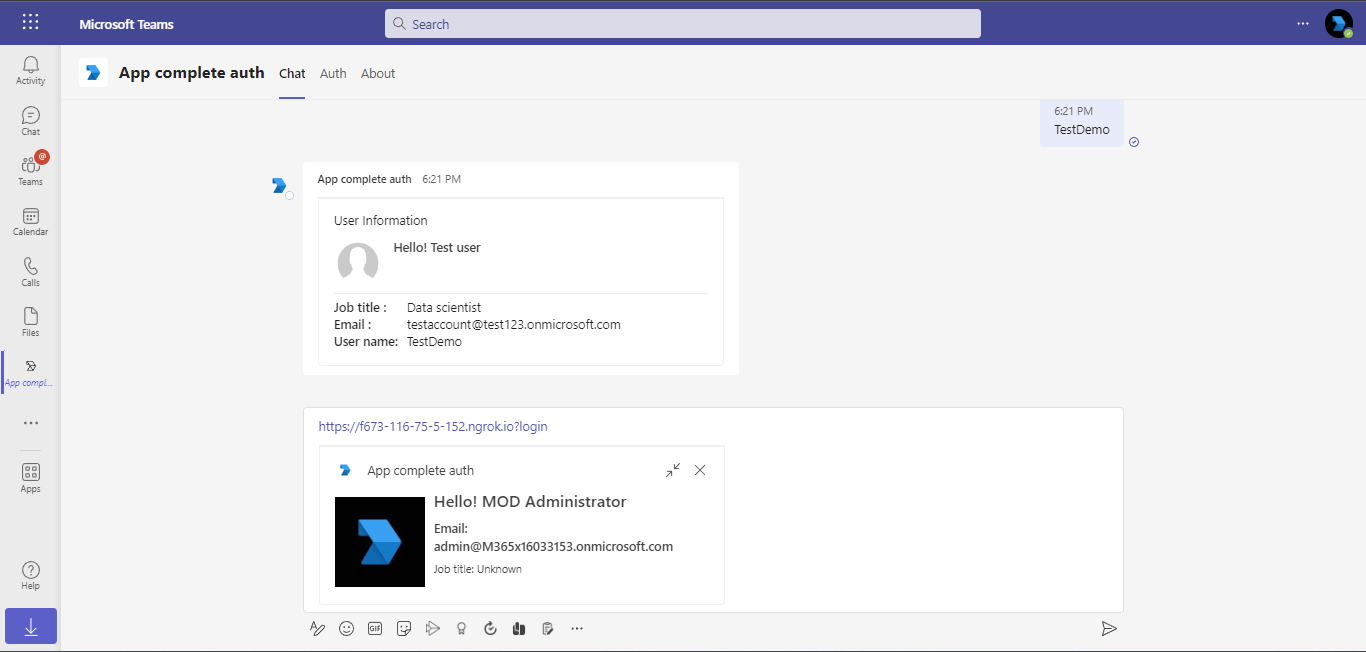 Microsoft Teams
Search
App complete auth Chat Auth About
Activity
Chat
@
Teams
Calendar
Calls
Files
App compl...
Apps
Help
6:21 PM
TestDemo
App complete auth 6:21 PM
User Information
Hello! Test user
Job title : Data scientist
Email : testaccount@test123.onmicrosoft.com
User name: TestDemo
https://f673-116-75-5-152.ngrok.io?login
App complete auth
Hello! MOD Administrator
Email:
admin@M365x16033153.onmicrosoft.com
Job title: Unknown
GIF